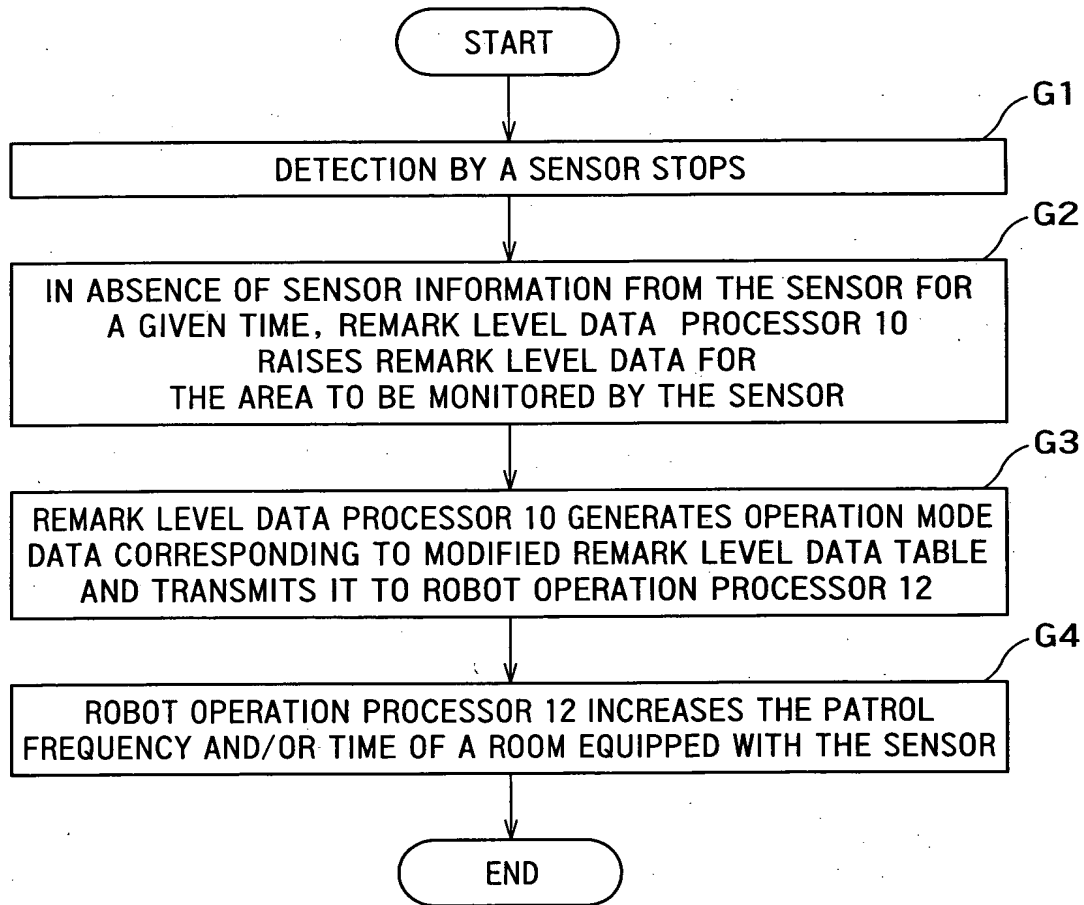 START
G1
DETECTION BY A SENSOR STOPS
G2
IN ABSENCE OF SENSOR INFORMATION FROM THE SENSOR FOR
A GIVEN TIME, REMARK LEVEL DATA PROCESSOR 10
RAISES REMARK LEVEL DATA FOR
THE AREA TO BE MONITORED BY THE SENSOR
G3
REMARK LEVEL DATA PROCESSOR 10 GENERATES OPERATION MODE
DATA CORRESPONDING TO MODIFIED REMARK LEVEL DATA TABLE
AND TRANSMITS IT TO ROBOT OPERATION PROCESSOR 12
G4
ROBOT OPERATION PROCESSOR 12 INCREASES THE PATROL
FREQUENCY AND/OR TIME OF A ROOM EQUIPPED WITH THE SENSOR
END